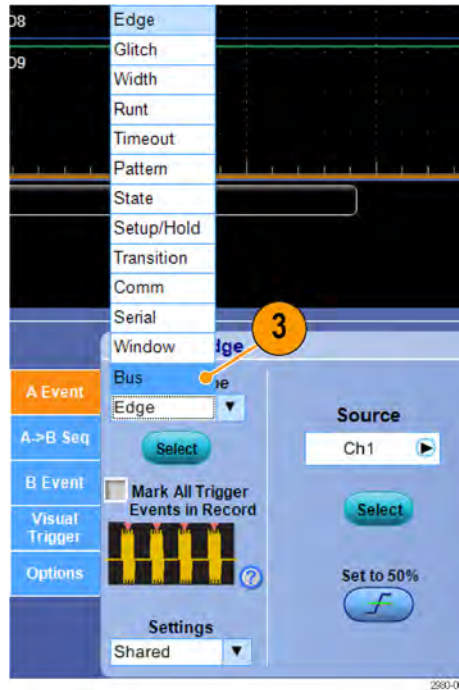 D8
D9
Edge
Glitch
Width
Runt
Timeout
Pattern
State
Setup/Hold
Transition
Comm
Serial
Window
Bus
3
A Event
A->B Seq
B Event
Visual
Trigger
Options
Edge
Select
Mark All Trigger
Events in Record
Settings
Shared
Source
Ch1
Select
Set to 50%